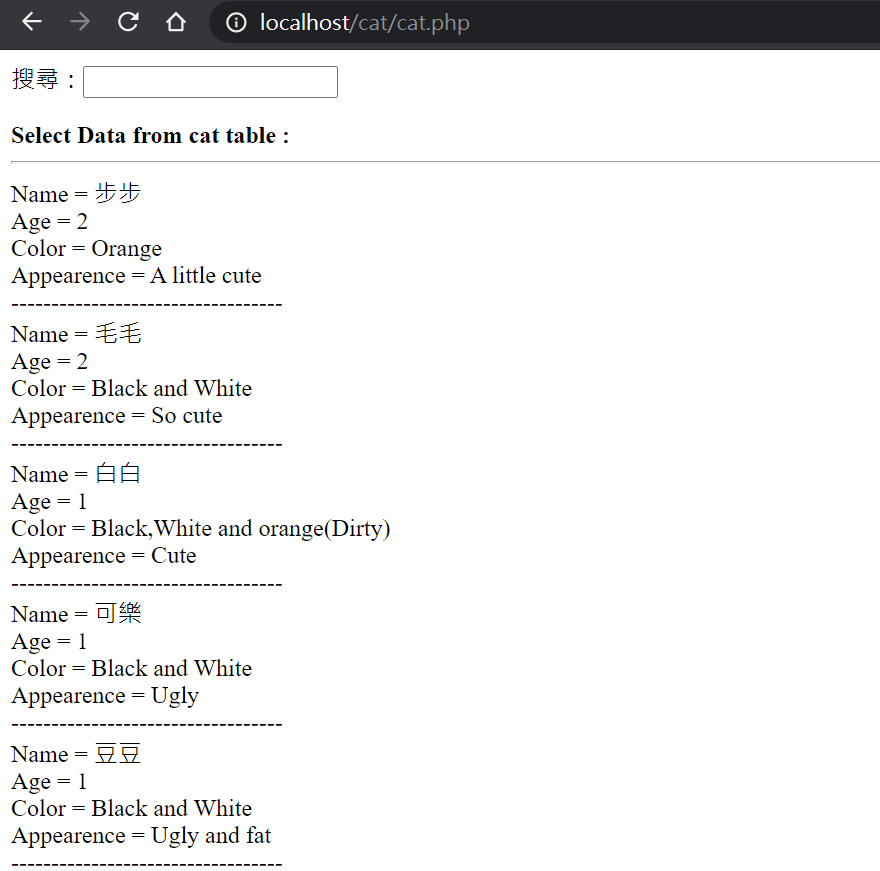 localhost/cat/cat.php
搜尋：
Select Data from cat table :
Name = 步步
Age = 2
Color = Orange
Appearence = A little cute
----------------------------------
Name = 毛毛
Age = 2
Color = Black and White
Appearence = So cute
----------------------------------
Name = 白白
Age = 1
Color = Black,White and orange(Dirty)
Appearence = Cute
----------------------------------
Name = 可樂
Age = 1
Color = Black and White
Appearence = Ugly
----------------------------------
Name = 豆豆
Age = 1
Color = Black and White
Appearence = Ugly and fat
----------------------------------